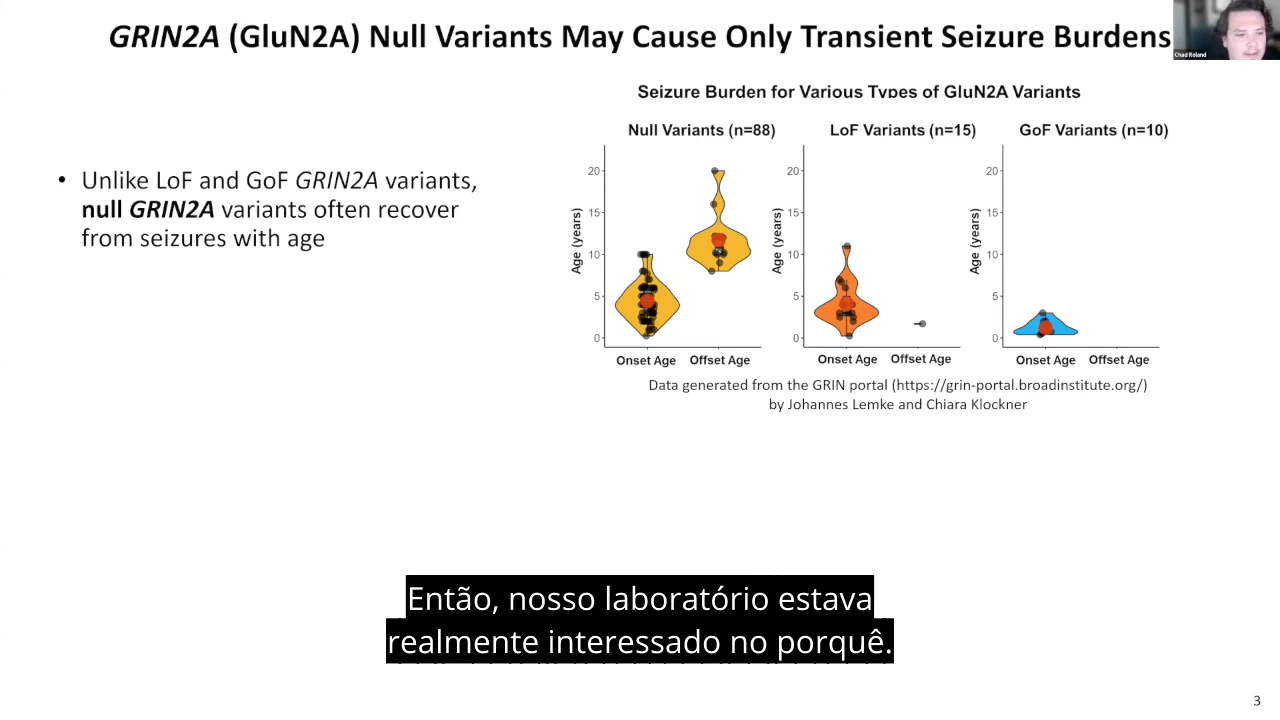 GRIN2A (GluN2A) Null Variants May Cause Only Transient Seizure Burdens
Chad Roland
Seizure Burden for Various Types of GluN2A Variants
Null Variants (n=88)
LoF Variants (n=15)
GoF Variants (n=10)
• Unlike LoF and GoF GRIN2A variants,
null GRIN2A variants often recover
from seizures with age
Age (years)
20
15
10
5
0
Onset Age
Offset Age
Age (years)
20
15
10
5
0
Onset Age
Offset Age
Age (years)
20
15
10
5
0
Onset Age
Offset Age
Data generated from the GRIN portal (https://grin-portal.broadinstitute.org/)
by Johannes Lemke and Chiara Klockner
Então, nosso laboratório estava
realmente interessado no porquê.
3